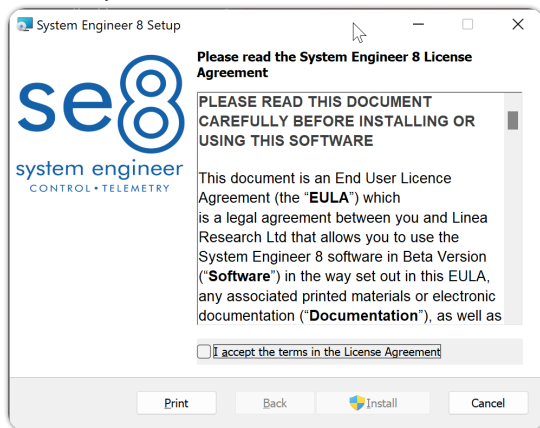 System Engineer 8 Setup
Please read the System Engineer 8 License
Agreement
se8
system engineer
CONTROL • TELEMETRY
PLEASE READ THIS DOCUMENT
CAREFULLY BEFORE INSTALLING OR
USING THIS SOFTWARE
This document is an End User Licence
Agreement (the “EULA”) which
is a legal agreement between you and Linea
Research Ltd that allows you to use the
System Engineer 8 software in Beta Version
(“Software”) in the way set out in this EULA,
any associated printed materials or electronic
documentation (“Documentation”), as well as
I accept the terms in the License Agreement
Print Back Install Cancel